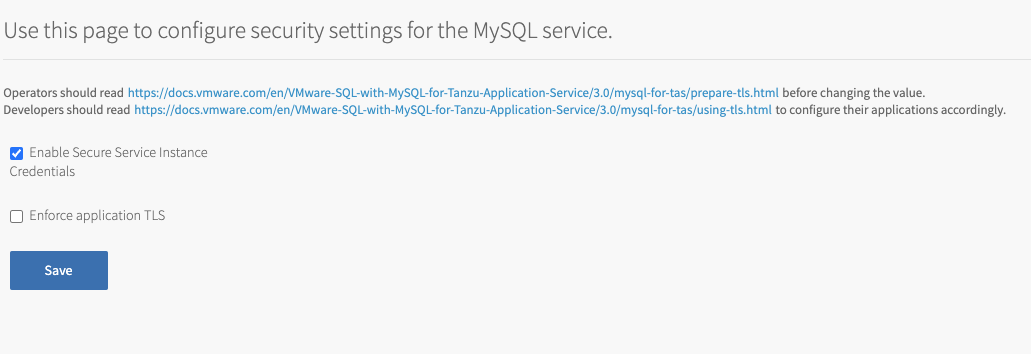 Use this page to configure security settings for the MySQL service.
Operators should read https://docs.vmware.com/en/VMware-SQL-with-MySQL-for-Tanzu-Application-Service/3.0/mysql-for-tas/prepare-tls.html before changing the value.
Developers should read https://docs.vmware.com/en/VMware-SQL-with-MySQL-for-Tanzu-Application-Service/3.0/mysql-for-tas/using-tls.html to configure their applications accordingly.
Enable Secure Service Instance
Credentials
Enforce application TLS
Save